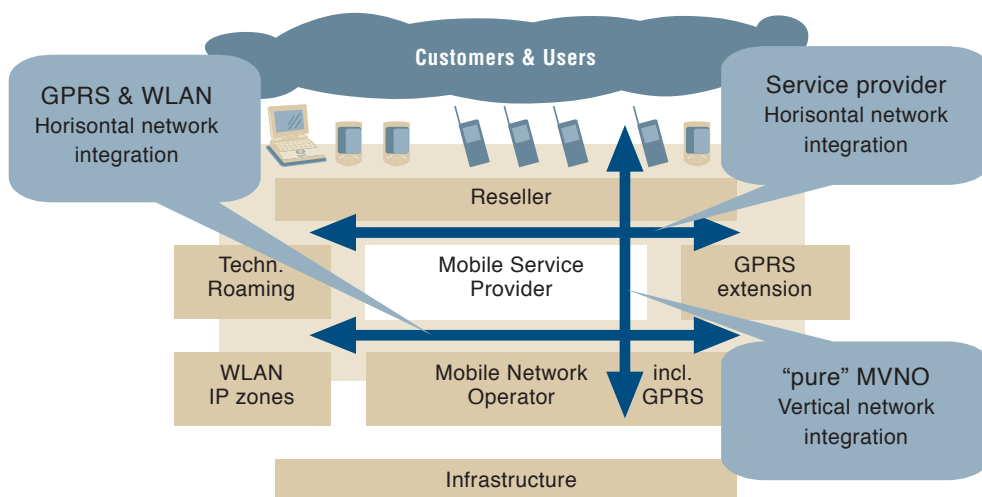 Customers & Users
GPRS & WLAN
Horisontal network
integration
Service provider
Horisontal network
integration
Reseller
Techn.
Roaming
Mobile Service
Provider
GPRS
extension
WLAN
IP zones
Mobile Network
Operator
incl.
GPRS
“pure” MVNO
Vertical network
integration
Infrastructure